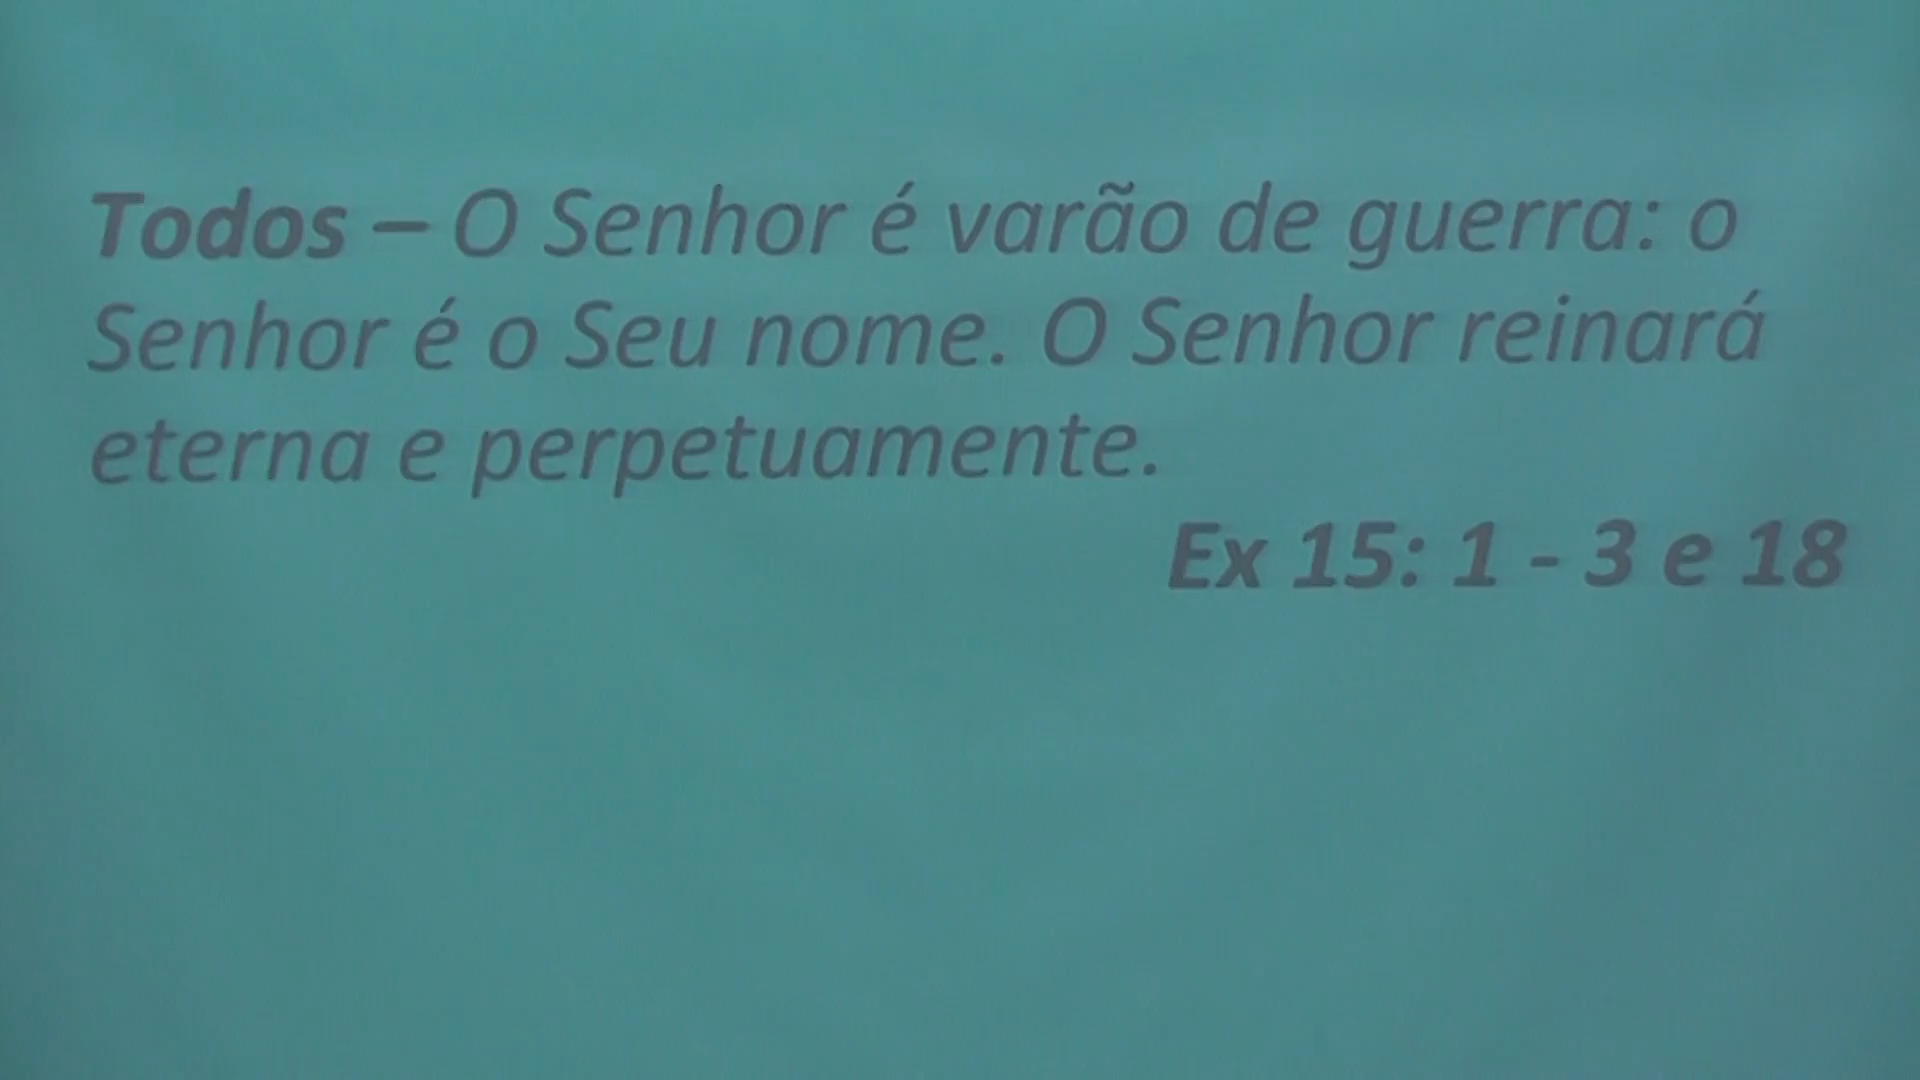 Todos – O Senhor é varão de guerra: o
Senhor é o Seu nome. O Senhor reinará
eterna e perpetuamente.
Ex 15: 1 - 3 e 18